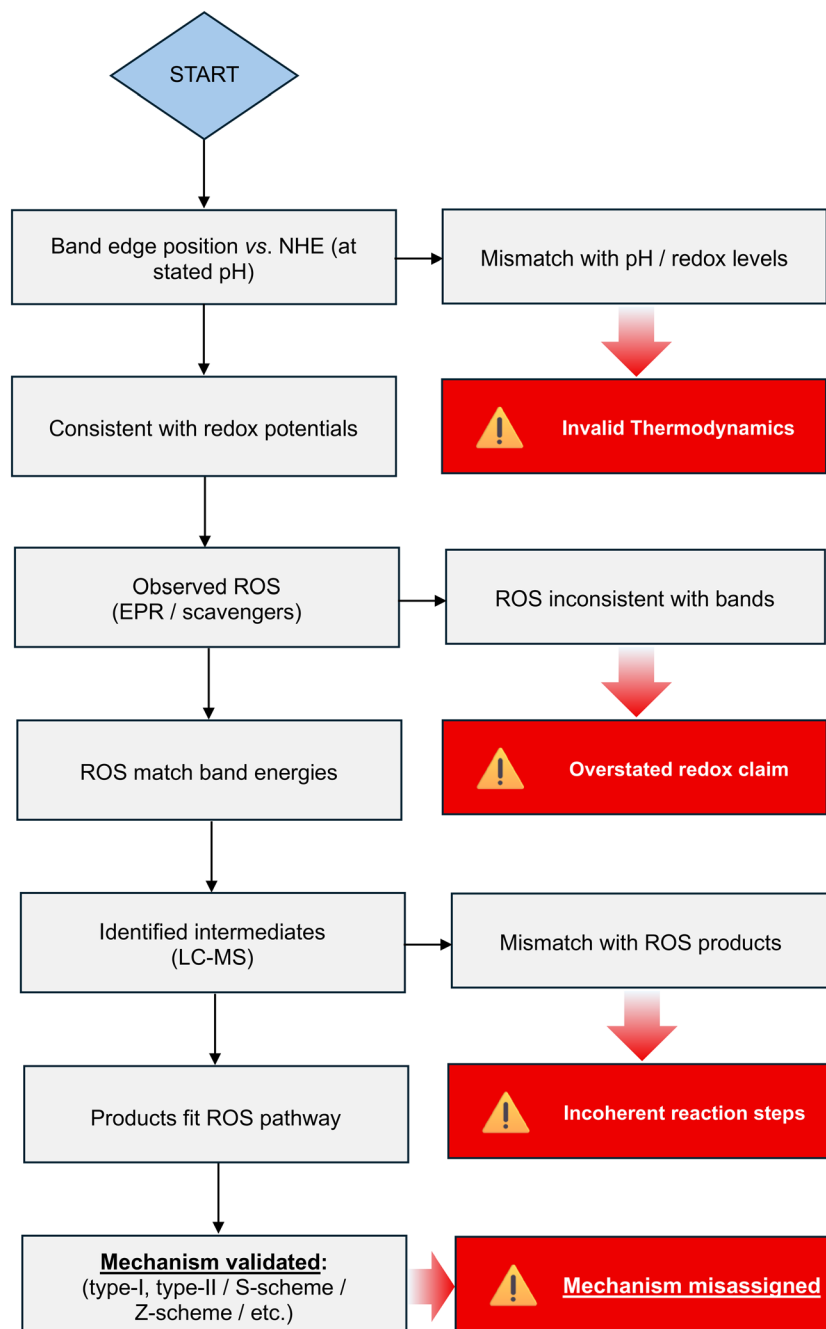 START
Band edge position vs. NHE (at
stated pH)
Mismatch with pH / redox levels
Consistent with redox potentials
Invalid Thermodynamics
Observed ROS
(EPR / scavengers)
ROS inconsistent with bands
ROS match band energies
Overstated redox claim
Identified intermediates
(LC-MS)
Mismatch with ROS products
Products fit ROS pathway
Incoherent reaction steps
Mechanism validated:
(type-I, type-II / S-scheme /
Z-scheme / etc.)
Mechanism misassigned